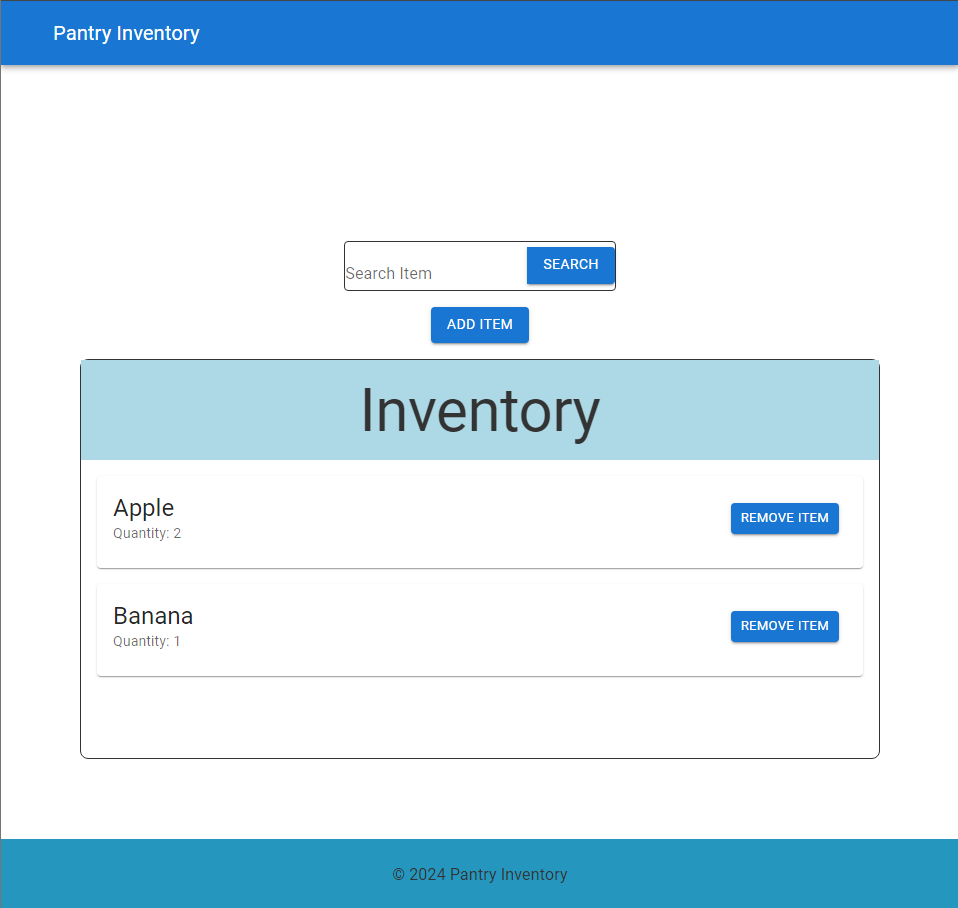 Pantry Inventory
Search Item
SEARCH
ADD ITEM
Inventory
Apple
Quantity: 2
REMOVE ITEM
Banana
Quantity: 1
REMOVE ITEM
© 2024 Pantry Inventory